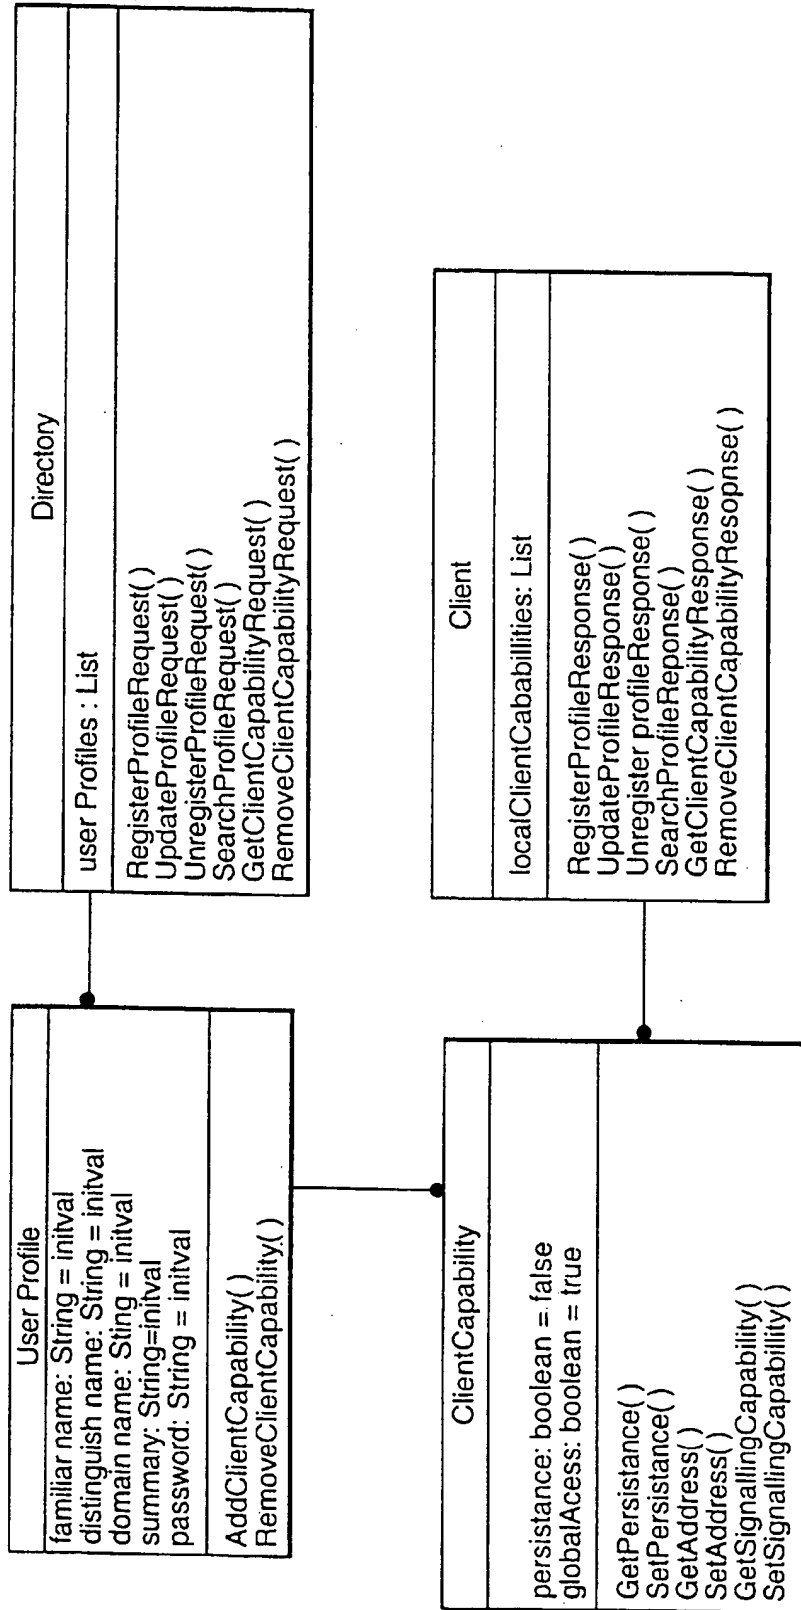 User Profile
familiar name: String = initval
distinguish name: String = initval
domain name: Sting = initval
summary: String=initval
password: String = initval
AddClientCapability( )
RemoveClientCapability( )
Directory
user Profiles : List
RegisterProfileRequest( )
UpdateProfileRequest( )
UnregisterProfileRequest( )
SearchProfileRequest( )
GetClientCapabilityRequest( )
RemoveClientCapabilityRequest( )
ClientCapability
persistance: boolean = false
globalAcess: boolean = true
GetPersistance( )
SetPersistance( )
GetAddress( )
SetAddress( )
GetSignallingCapability( )
SetSignallingCapabillity( )
Client
localClientCababillities: List
RegisterProfileResponse( )
UpdateProfileResponse( )
Unregister profileResponse( )
SearchProfileReponse( )
GetClientCapabilityResponse( )
RemoveClientCapabilityResopnse( )